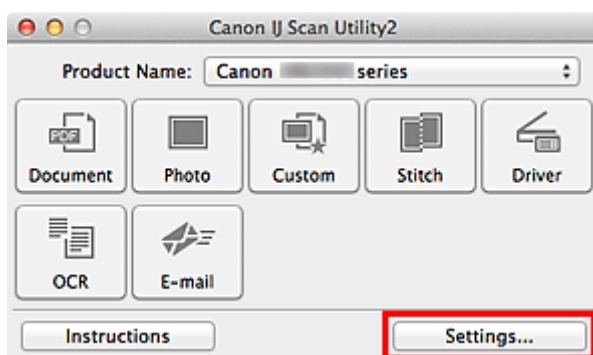 Canon IJ Scan Utility2
Product Name: Canon series
PDF
Document Photo Custom Stitch Driver
OCR E-mail
Instructions Settings...